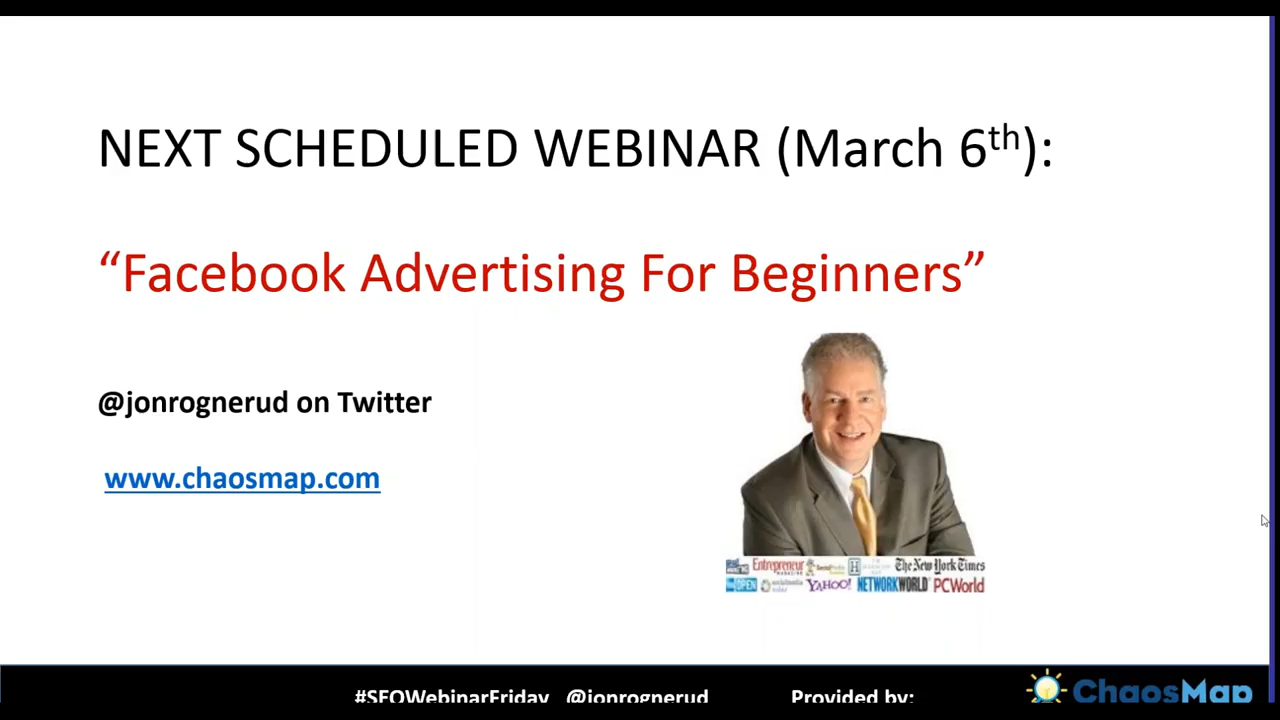 NEXT SCHEDULED WEBINAR (March 6th):
“Facebook Advertising For Beginners”
@jonrognerud on Twitter
www.chaosmap.com
Entrepreneur
The New York Times
OPEN
YAHOO!
NETWORKWORLD
PCWorld
#SEOWebinarFriday @jonrognerud Provided by:
ChaosMap